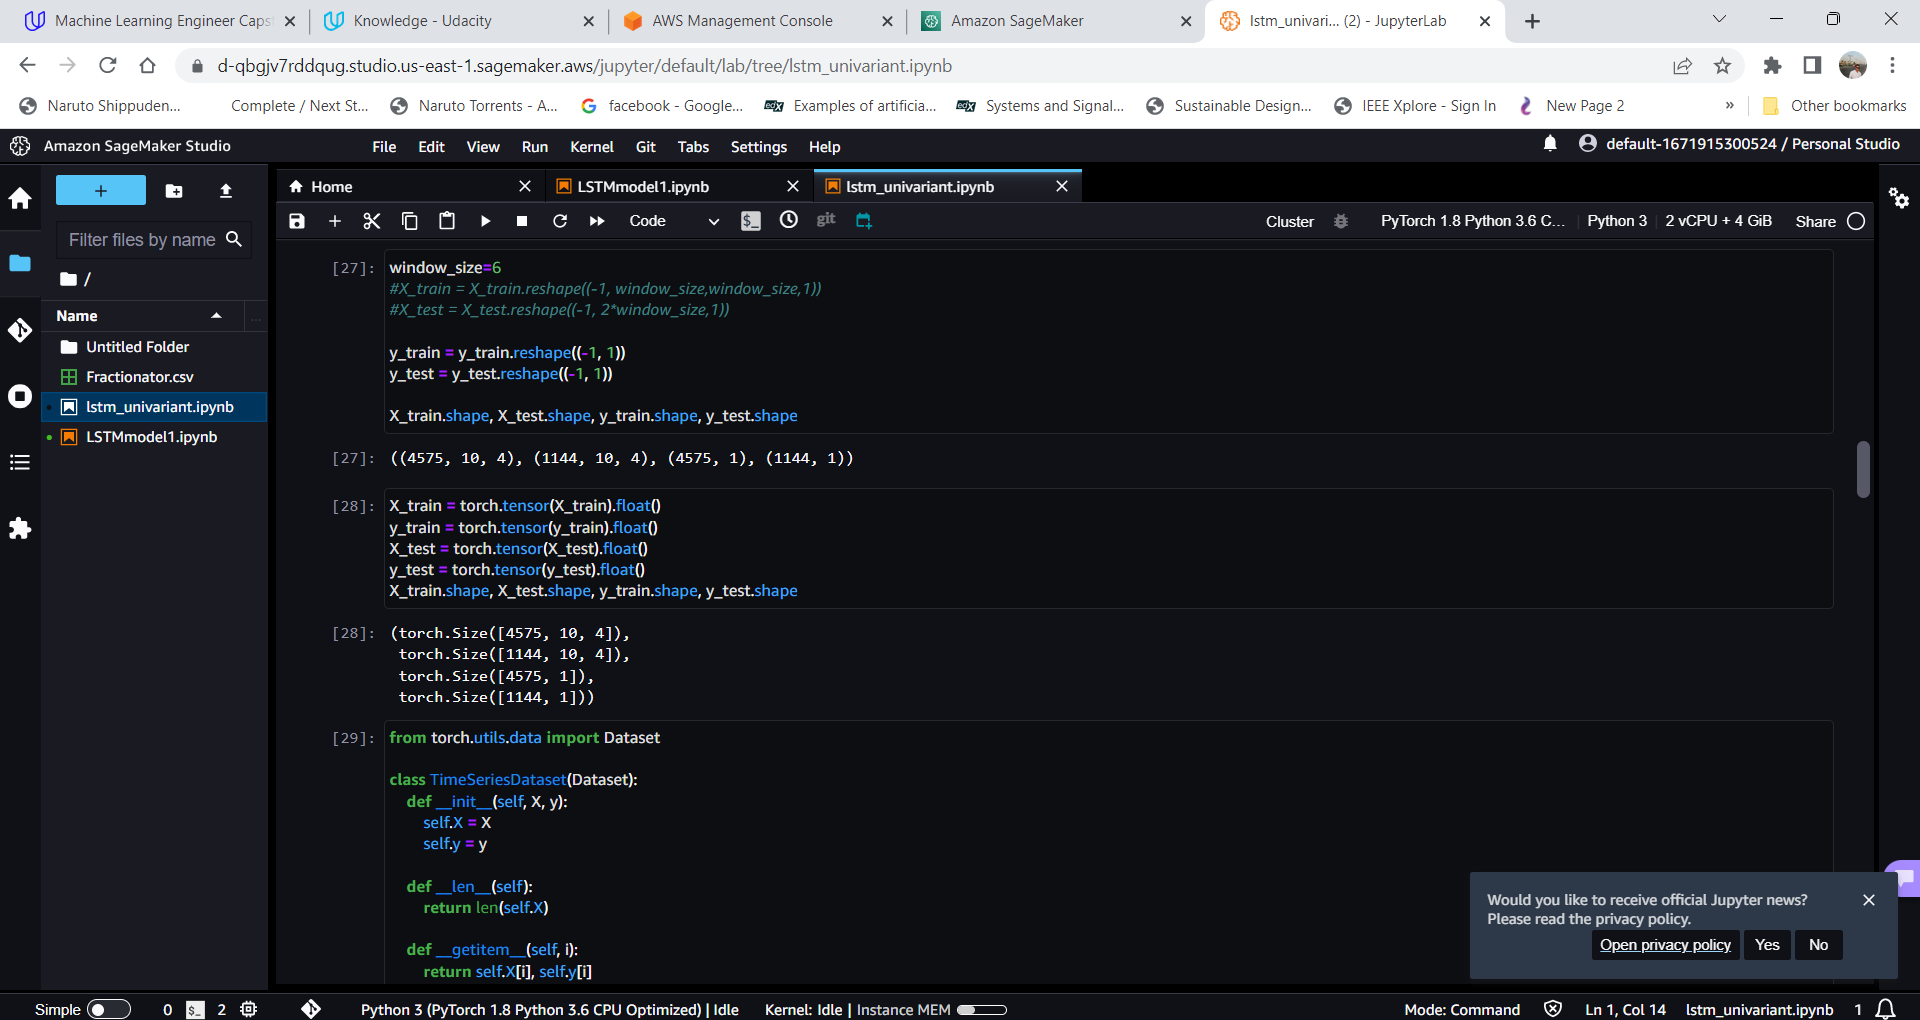 Machine Learning Engineer Caps
Knowledge - Udacity
AWS Management Console
Amazon SageMaker
lstm_univari... (2) - JupyterLab
d-qbgjv7rddqug.studio.us-east-1.sagemaker.aws/jupyter/default/lab/tree/lstm_univariant.ipynb
Naruto Shippuden...
Complete / Next St...
Naruto Torrents - A...
facebook - Google...
edX
Examples of artificia...
edX
Systems and Signal...
Sustainable Design...
IEEE Xplore - Sign In
New Page 2
»
Other bookmarks
Amazon SageMaker Studio
File Edit View Run Kernel Git Tabs Settings Help
default-1671915300524 / Personal Studio
Home
LSTMmodel1.ipynb
lstm_univariant.ipynb
Code
git
Cluster
PyTorch 1.8 Python 3.6 C...
Python 3
2 vCPU + 4 GiB
Share
Filter files by name
/
Name
...
Untitled Folder
Fractionator.csv
lstm_univariant.ipynb
LSTMmodel1.ipynb
[27]: window_size=6
#X_train = X_train.reshape((-1, window_size,window_size,1))
#X_test = X_test.reshape((-1, 2*window_size,1))
y_train = y_train.reshape((-1, 1))
y_test = y_test.reshape((-1, 1))
X_train.shape, X_test.shape, y_train.shape, y_test.shape
[27]: ((4575, 10, 4), (1144, 10, 4), (4575, 1), (1144, 1))
[28]: X_train = torch.tensor(X_train).float()
y_train = torch.tensor(y_train).float()
X_test = torch.tensor(X_test).float()
y_test = torch.tensor(y_test).float()
X_train.shape, X_test.shape, y_train.shape, y_test.shape
[28]: (torch.Size([4575, 10, 4]),
torch.Size([1144, 10, 4]),
torch.Size([4575, 1]),
torch.Size([1144, 1]))
[29]: from torch.utils.data import Dataset
class TimeSeriesDataset(Dataset):
def __init__(self, X, y):
self.X = X
self.y = y
def __len__(self):
return len(self.X)
def __getitem__(self, i):
return self.X[i], self.y[i]
Would you like to receive official Jupyter news?
Please read the privacy policy.
Open privacy policy
Yes
No
Simple
0
$_
2
Python 3 (PyTorch 1.8 Python 3.6 CPU Optimized) | Idle
Kernel: Idle | Instance MEM
Mode: Command
Ln 1, Col 14
lstm_univariant.ipynb
1